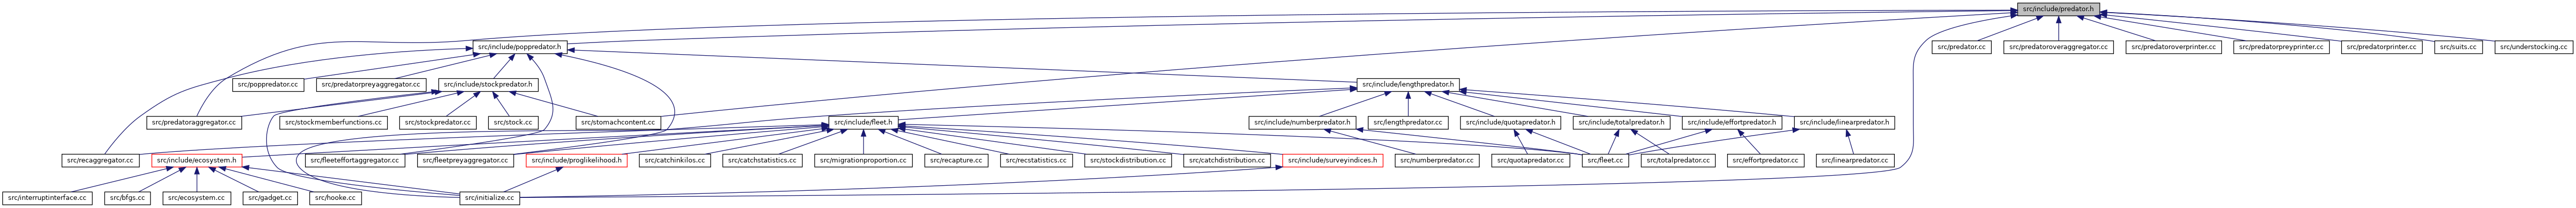 src/include/predator.h
src/include/poppredator.h
src/predator.cc
src/predatoroveraggregator.cc
src/predatoroverprinter.cc
src/predatorpreyprinter.cc
src/predatorprinter.cc
src/suits.cc
src/understocking.cc
src/poppredator.cc
src/predatorpreyaggregator.cc
src/include/stockpredator.h
src/include/lengthpredator.h
src/predatoraggregator.cc
src/stockmemberfunctions.cc
src/stockpredator.cc
src/stock.cc
src/stomachcontent.cc
src/include/fleet.h
src/include/numberpredator.h
src/lengthpredator.cc
src/include/quotapredator.h
src/include/totalpredator.h
src/include/effortpredator.h
src/include/linearpredator.h
src/recaggregator.cc
src/include/ecosystem.h
src/fleeteffortaggregator.cc
src/fleetpreyaggregator.cc
src/include/proglikelihood.h
src/catchinkilos.cc
src/catchstatistics.cc
src/migrationproportion.cc
src/recapture.cc
src/recstatistics.cc
src/stockdistribution.cc
src/catchdistribution.cc
src/include/surveyindices.h
src/numberpredator.cc
src/quotapredator.cc
src/fleet.cc
src/totalpredator.cc
src/effortpredator.cc
src/linearpredator.cc
src/interruptinterface.cc
src/bfgs.cc
src/ecosystem.cc
src/gadget.cc
src/hooke.cc
src/initialize.cc